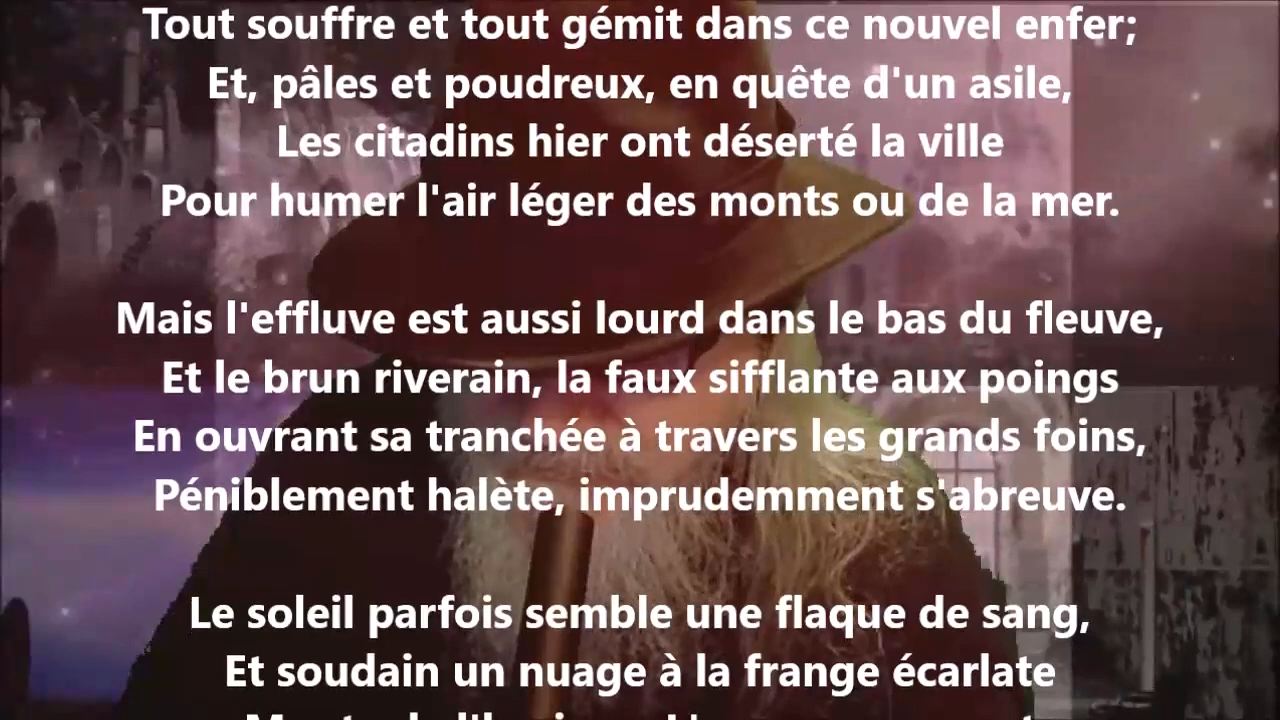 Tout souffre et tout gémit dans ce nouvel enfer;
Et, pâles et poudreux, en quête d'un asile,
Les citadins hier ont déserté la ville
Pour humer l'air léger des monts ou de la mer.
Mais l'effluve est aussi lourd dans le bas du fleuve,
Et le brun riverain, la faux sifflante aux poings
En ouvrant sa tranchée à travers les grands foins,
Péniblement halète, imprudemment s'abreuve.
Le soleil parfois semble une flaque de sang,
Et soudain un nuage à la frange écarlate